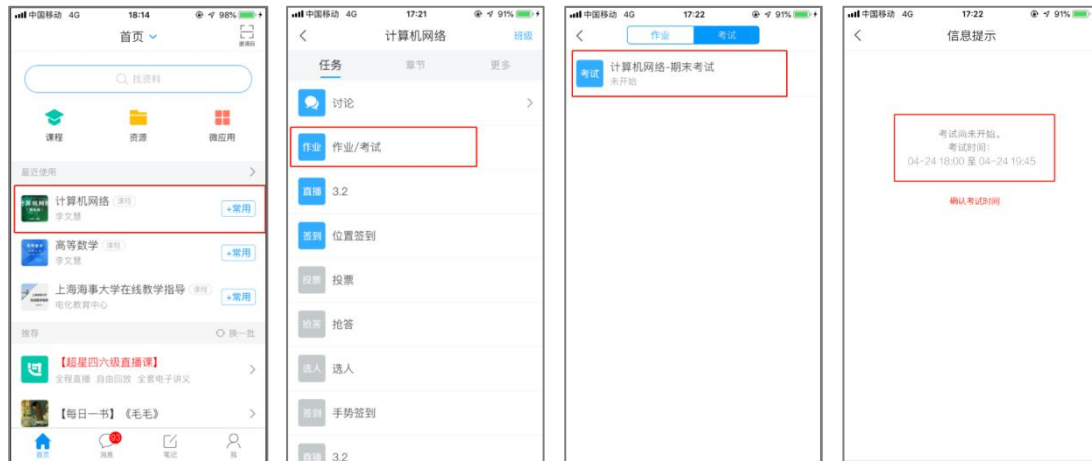 中国移动 4G 18:14 98%
首页
邀请码
找资料
课程 资源 微应用
最近使用
计算机网络 课程
李文慧
+常用
高等数学 课程
李文慧
+常用
上海海事大学在线教学指导 课程
电化教育中心
+常用
推荐 换一批
【超星四六级直播课】
全程直播 自由回放 全套电子讲义
【每日一书】《毛毛》
93
首页 消息 笔记 我
中国移动 4G 17:21 91%
计算机网络 班级
任务 章节 更多
讨论
作业 作业/考试
直播 3.2
签到 位置签到
投票 投票
抢答 抢答
选人 选人
签到 手势签到
直播 3.2
中国移动 4G 17:22 91%
作业 考试
考试 计算机网络-期末考试
未开始
中国移动 4G 17:22 91%
信息提示
考试尚未开始。
考试时间:
04-24 18:00 至 04-24 19:45
确认考试时间